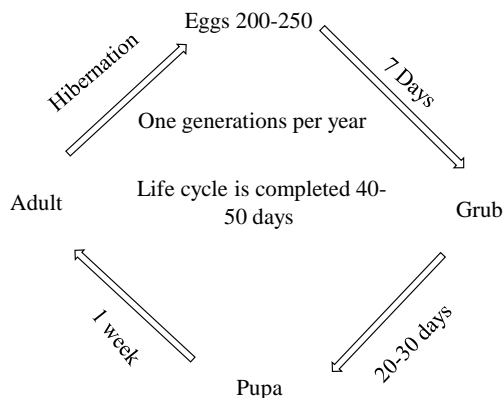 Eggs 200-250
Hibernation
7 Days
One generations per year
Adult
Life cycle is completed 40-
50 days
Grub
1 week
20-30 days
Pupa